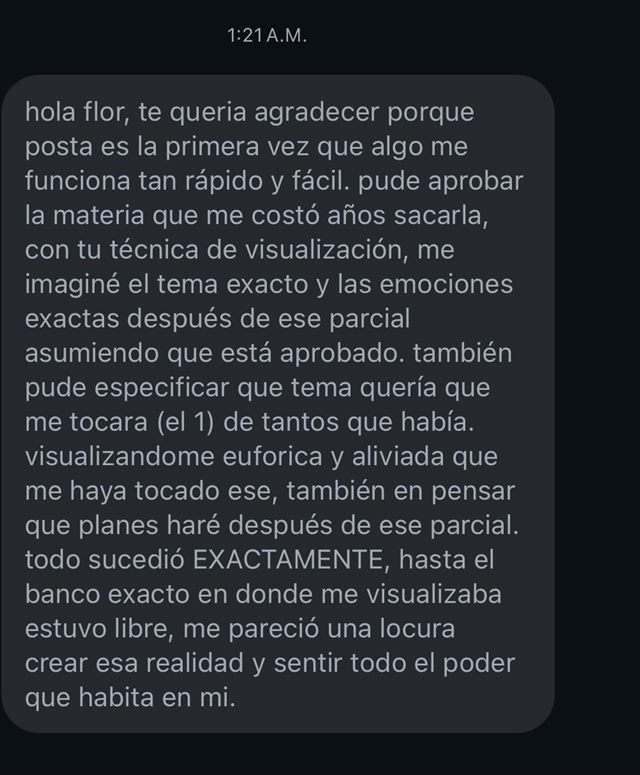 1:21 A.M.
hola flor, te queria agradecer porque
posta es la primera vez que algo me
funciona tan rápido y fácil. pude aprobar
la materia que me costó años sacarla,
con tu técnica de visualización, me
imaginé el tema exacto y las emociones
exactas después de ese parcial
asumiendo que está aprobado. también
pude especificar que tema quería que
me tocara (el 1) de tantos que había.
visualizandome euforica y aliviada que
me haya tocado ese, también en pensar
que planes haré después de ese parcial.
todo sucedió EXACTAMENTE, hasta el
banco exacto en donde me visualizaba
estuvo libre, me pareció una locura
crear esa realidad y sentir todo el poder
que habita en mi.